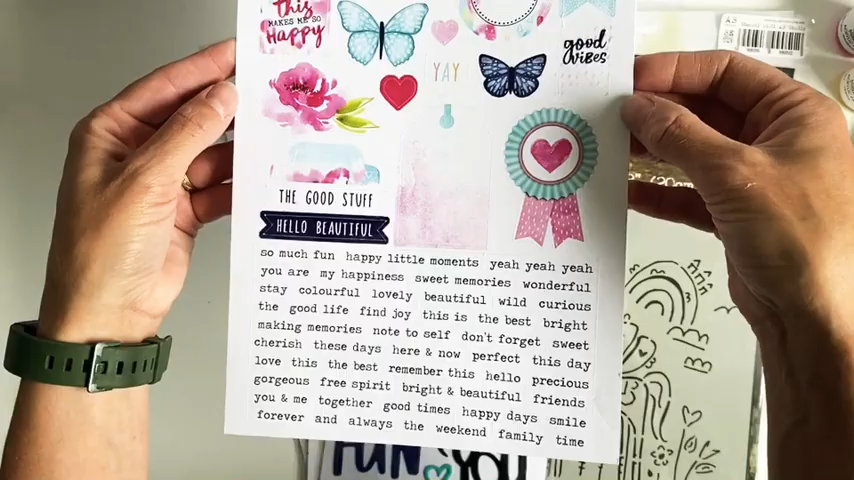 this
MAKES ME SO
Happy
good
vibes
YAY
THE GOOD STUFF
HELLO BEAUTIFUL
so much fun happy little moments yeah yeah yeah
you are my happiness sweet memories wonderful
stay colourful lovely beautiful wild curious
the good life find joy this is the best bright
making memories note to self don't forget sweet
cherish these days here & now perfect this day
love this the best remember this hello precious
gorgeous free spirit bright & beautiful friends
you & me together good times happy days smile
forever and always the weekend family time
FUN
YOU